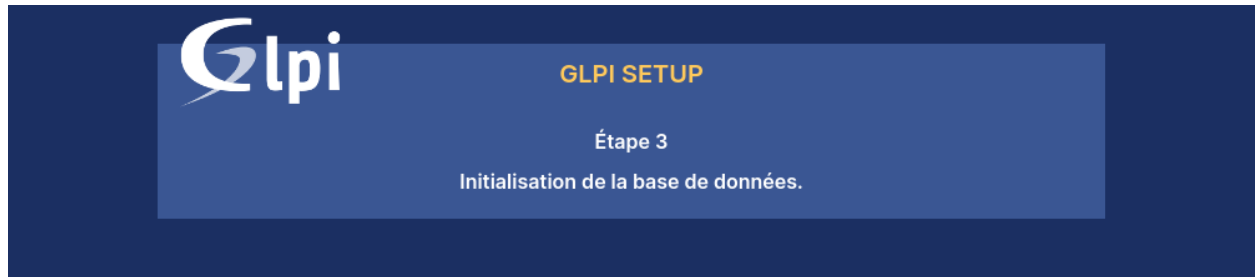 Glpi
GLPI SETUP
Étape 3
Initialisation de la base de données.